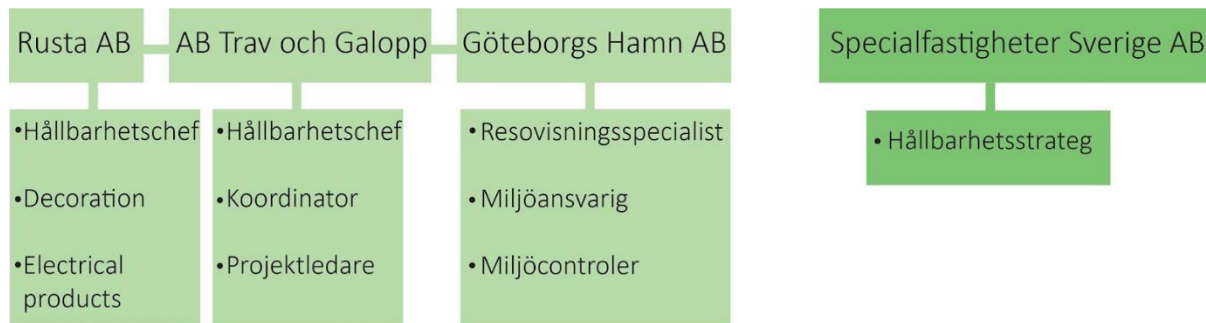 Rusta AB
AB Trav och Galopp
Göteborgs Hamn AB
Specialfastigheter Sverige AB
•Hållbarhetschef
•Decoration
•Electrical
products
•Hållbarhetschef
•Koordinator
•Projektledare
•Resovisningsspecialist
•Miljöansvarig
•Miljöcontroler
• Hållbarhetsstrateg